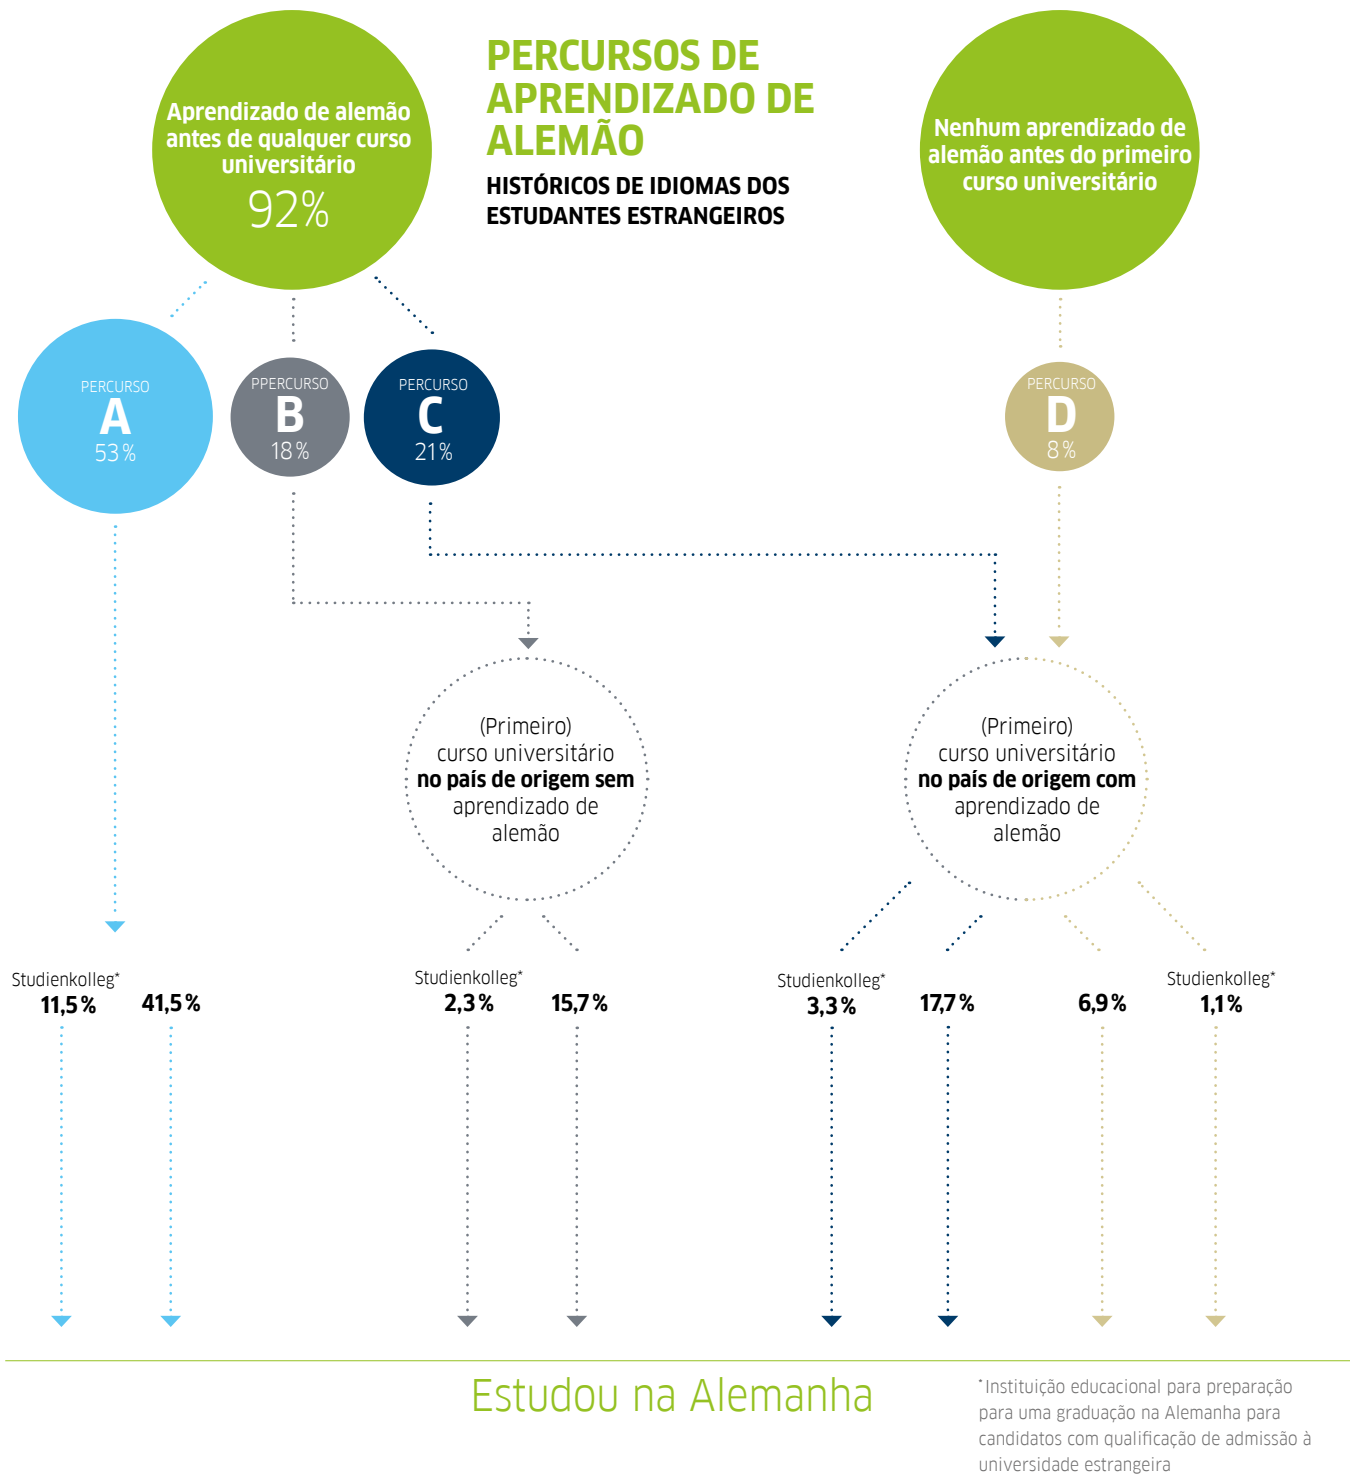 PERCURSOS DE
APRENDIZADO DE
ALEMÃO
HISTÓRICOS DE IDIOMAS DOS
ESTUDANTES ESTRANGEIROS
Aprendizado de alemão
antes de qualquer curso
universitário
92%
Nenhum aprendizado de
alemão antes do primeiro
curso universitário
PERCURSO
A
53 %
PPERCURSO
B
18 %
PERCURSO
C
21%
PERCURSO
D
8 %
(Primeiro)
curso universitário
no país de origem sem
aprendizado de
alemão
(Primeiro)
curso universitário
no país de origem com
aprendizado de
alemão
Studienkolleg*
11,5 %
41,5 %
Studienkolleg*
2,3 %
15,7 %
Studienkolleg*
3,3 %
17,7 %
6,9 %
Studienkolleg*
1,1 %
Estudou na Alemanha
* Instituição educacional para preparação
para uma graduação na Alemanha para
candidatos com qualificação de admissão à
universidade estrangeira